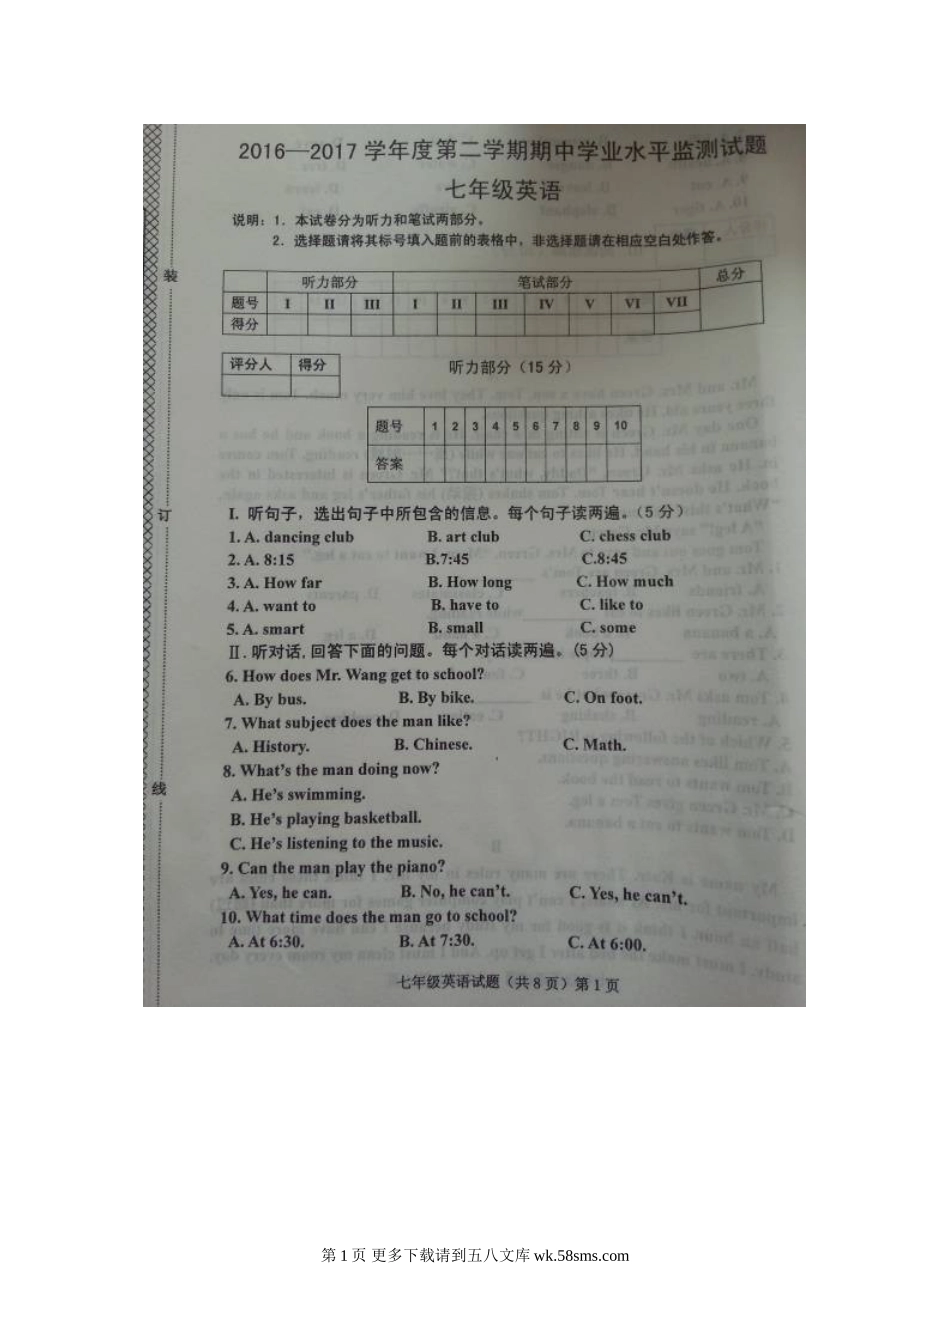 2016—2017 学年度第二学期期中学业水平监测试题
七年级英语
说明：1． 本试卷分为听力和笔试两部分。
2．选择题请将其标号填入题前的表格中，非选择题请在相应空白处作答。
听力部分 笔试部分 总分
题号 I II III I II III IV V VI VII
得分
评分人 得分
听力部分（15 分）
题号 1 2 3 4 5 6 7 8 9 10
答案
装
订
线
I. 听句子，选出句子中所包含的信息。每个句子读两遍。（5 分）
1. A. dancing club B. art club C. chess club
2. A. 8:15 B.7:45 C.8:45
3. A. How far B. How long C. How much
4. A. want to B. have to C. like to
5. A. smart B. small C. some
II. 听对话, 回答下面的问题。每个对话读两遍。(5 分)
6. How does Mr. Wang get to school?
A. By bus. B. By bike. C. On foot.
7. What subject does the man like?
A. History. B. Chinese. C. Math.
8. What's the man doing now?
A. He's swimming.
B. He's playing basketball.
C. He's listening to the music.
9. Can the man play the piano?
A. Yes, he can. B. No, he can't. C. Yes, he can't.
10. What time does the man go to school?
A. At 6:30. B. At 7:30. C. At 6:00.
七年级英语试题（共 8 页）第 1 页
第 1 页 更多下载请到五八文库 wk.58sms.com